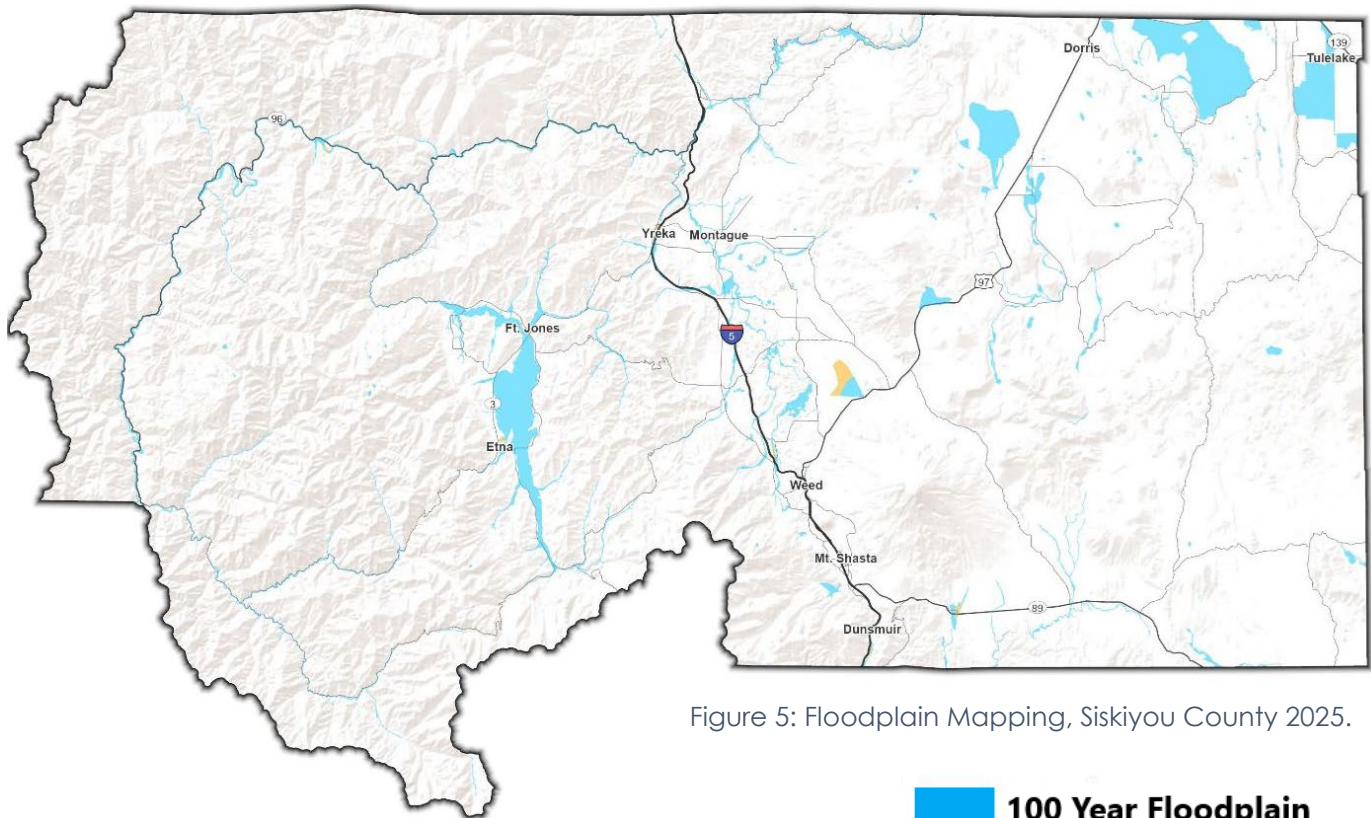 Dorris
139
Tulelake
96
Yreka
Montague
97
Ft. Jones
5
3
Etna
Weed
Mt. Shasta
89
Dunsmuir
Figure 5: Floodplain Mapping, Siskiyou County 2025.
100 Year Floodplain